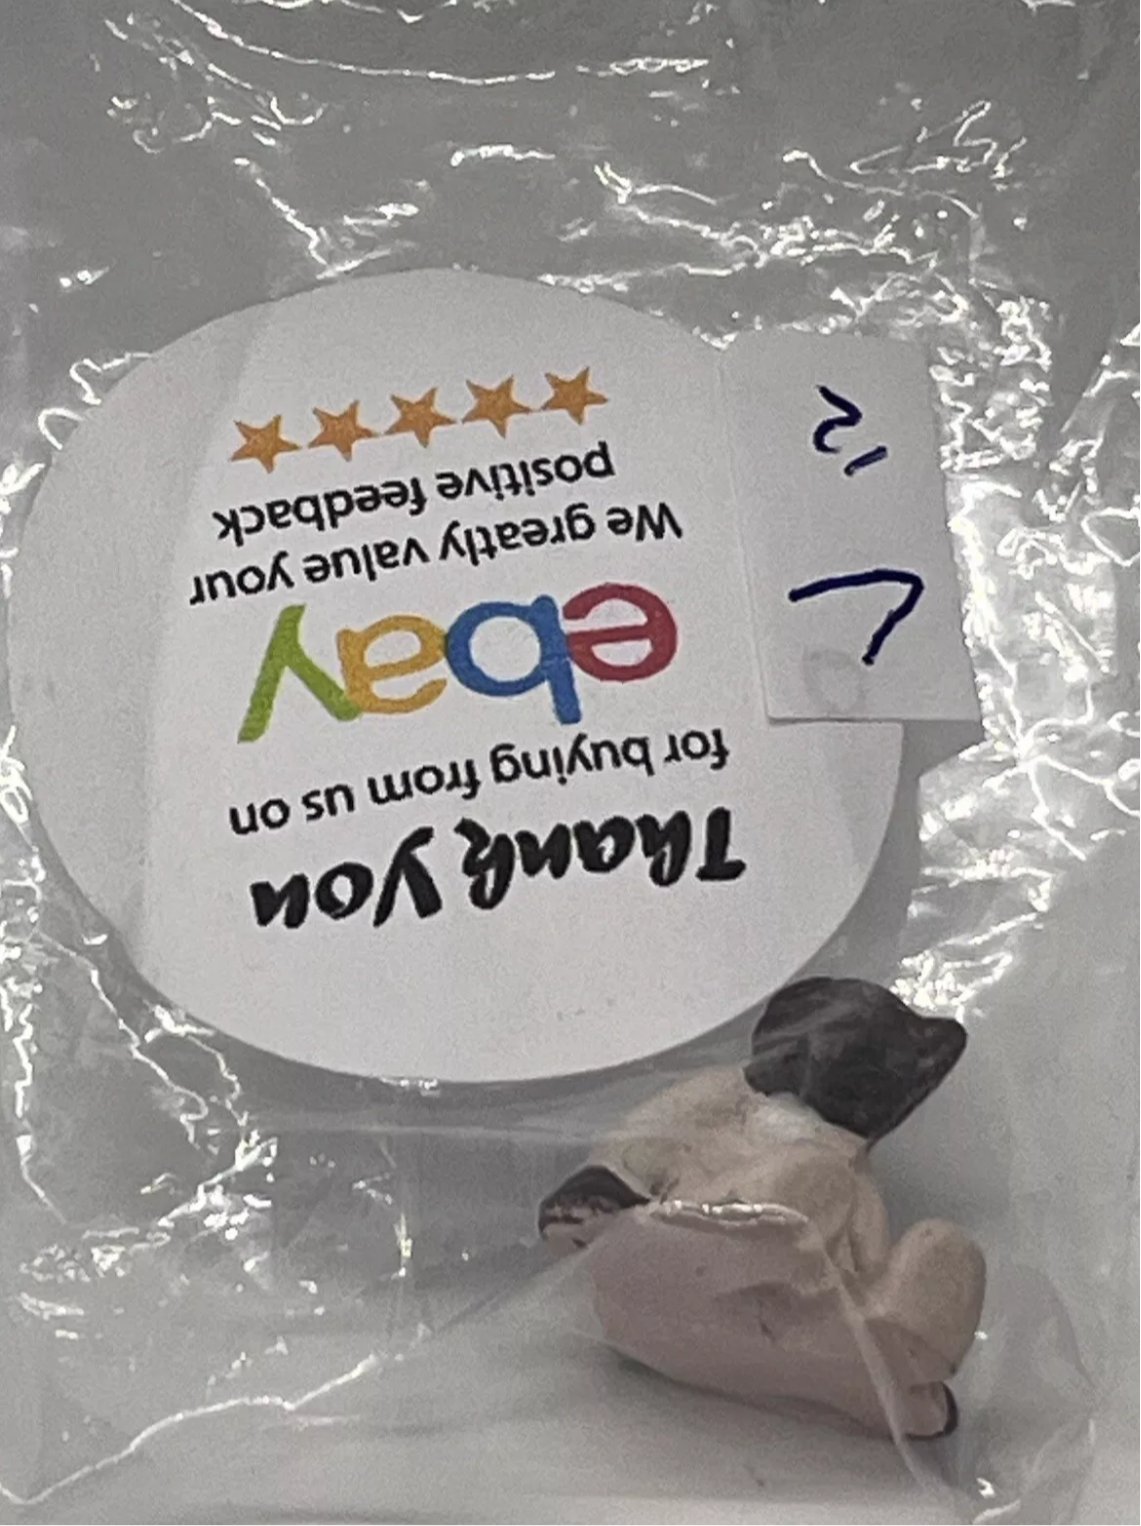 Thank you
for buying from us on
ebay
We greatly value your
positive feedback